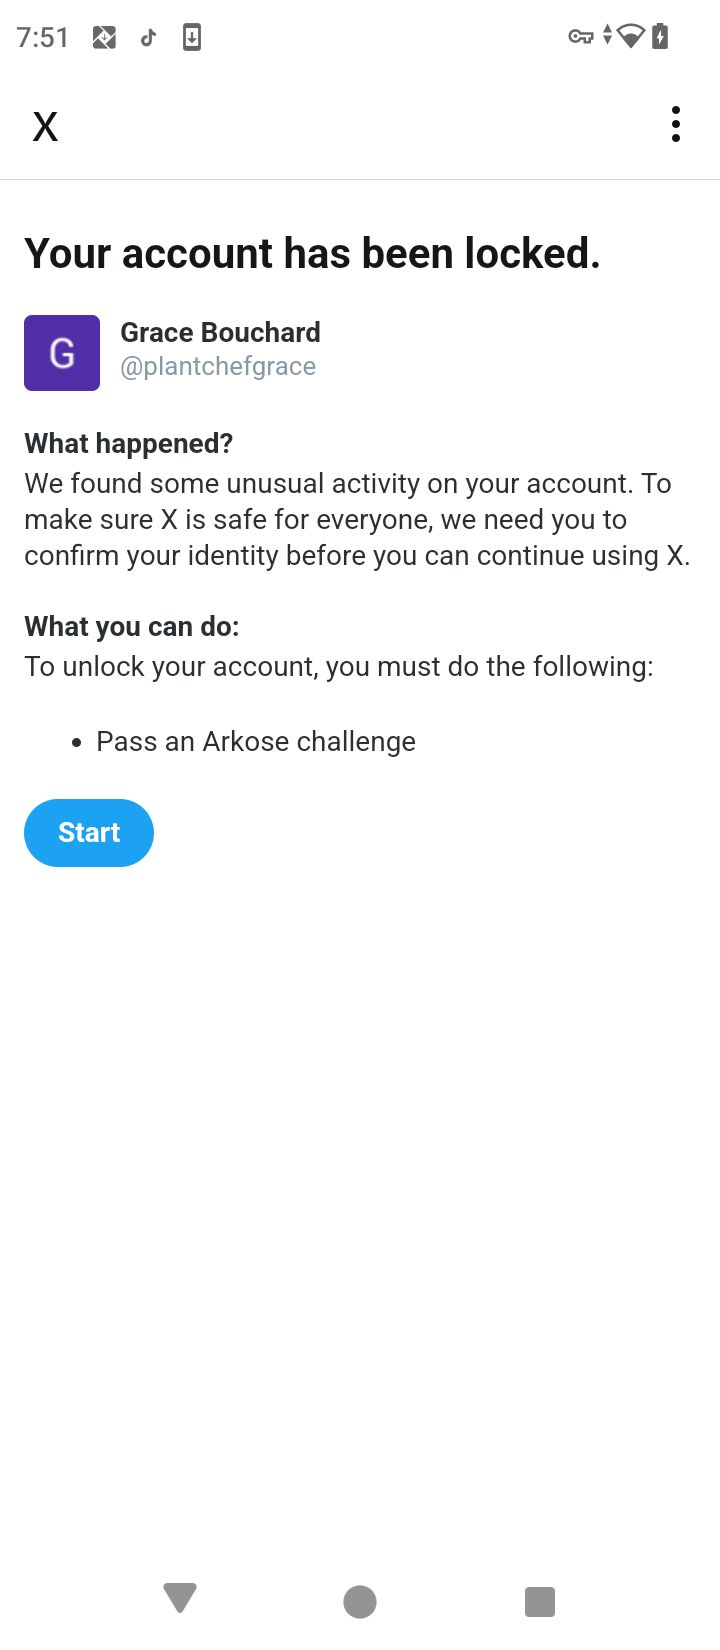 7:51
X
Your account has been locked.
G
Grace Bouchard
@plantchefgrace
What happened?
We found some unusual activity on your account. To
make sure X is safe for everyone, we need you to
confirm your identity before you can continue using X.
What you can do:
To unlock your account, you must do the following:
• Pass an Arkose challenge
Start